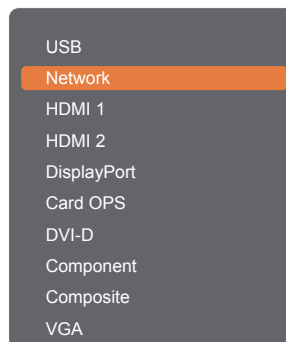 USB
Network
HDMI 1
HDMI 2
DisplayPort
Card OPS
DVI-D
Component
Composite
VGA